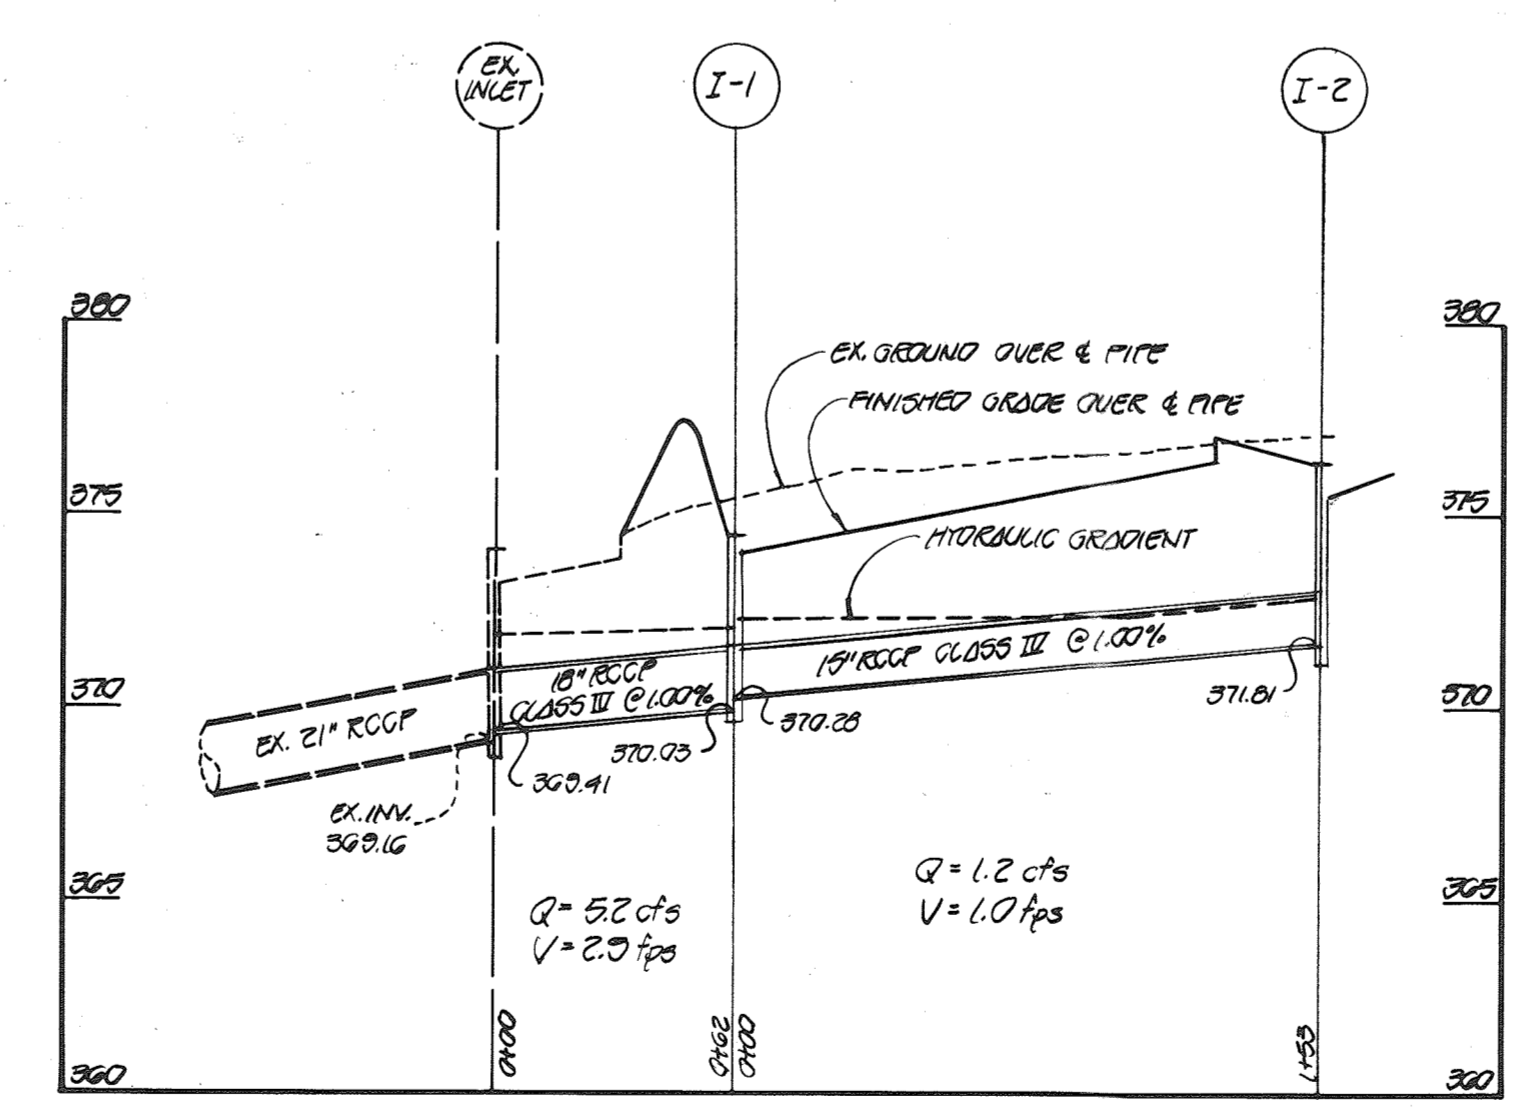 EX.
INLET
I-1
I-2
380
380
EX. GROUND OVER ℄ PIPE
FINISHED GRADE OVER ℄ PIPE
375
375
HYDRAULIC GRADIENT
370
370
18" RCCP
CLASS IV @ 1.00%
15" RCCP CLASS IV @ 1.00%
EX. 21" RCCP
371.81
370.28
370.03
369.41
EX. INV.
369.16
365
365
Q = 5.2 cfs
V = 2.9 fps
Q = 1.2 cfs
V = 1.0 fps
0+00
0+62
0+00
1+53
360
360